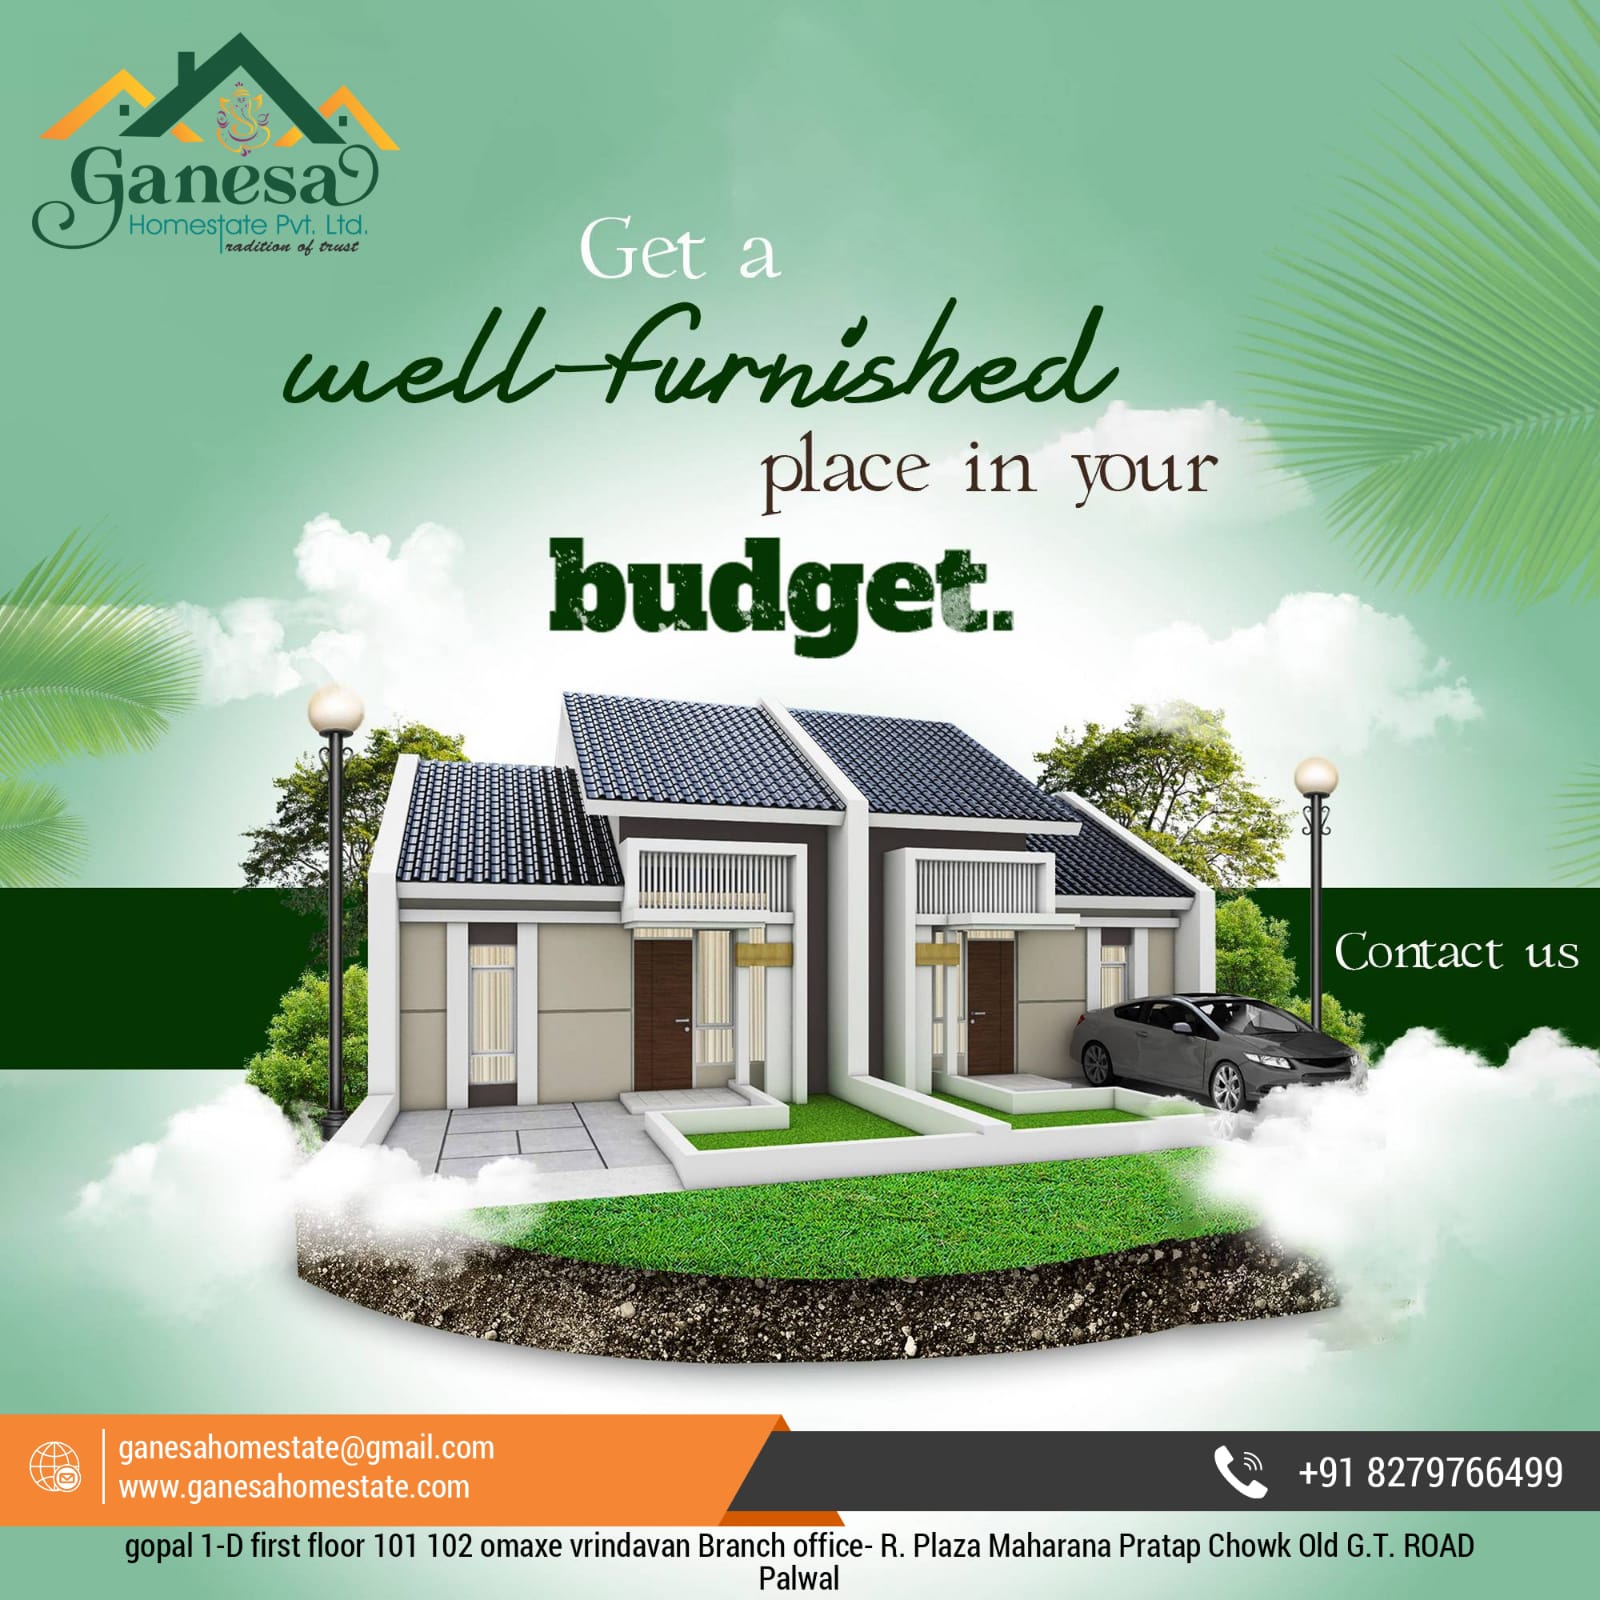 Ganesa
Homestate Pvt. Ltd.
Tradition of trust
Get a
well-furnished
place in your
budget.
Contact us
ganesahomestate@gmail.com
www.ganesahomestate.com
+91 8279766499
gopal 1-D first floor 101 102 omaxe vrindavan Branch office- R. Plaza Maharana Pratap Chowk Old G.T. ROAD
Palwal